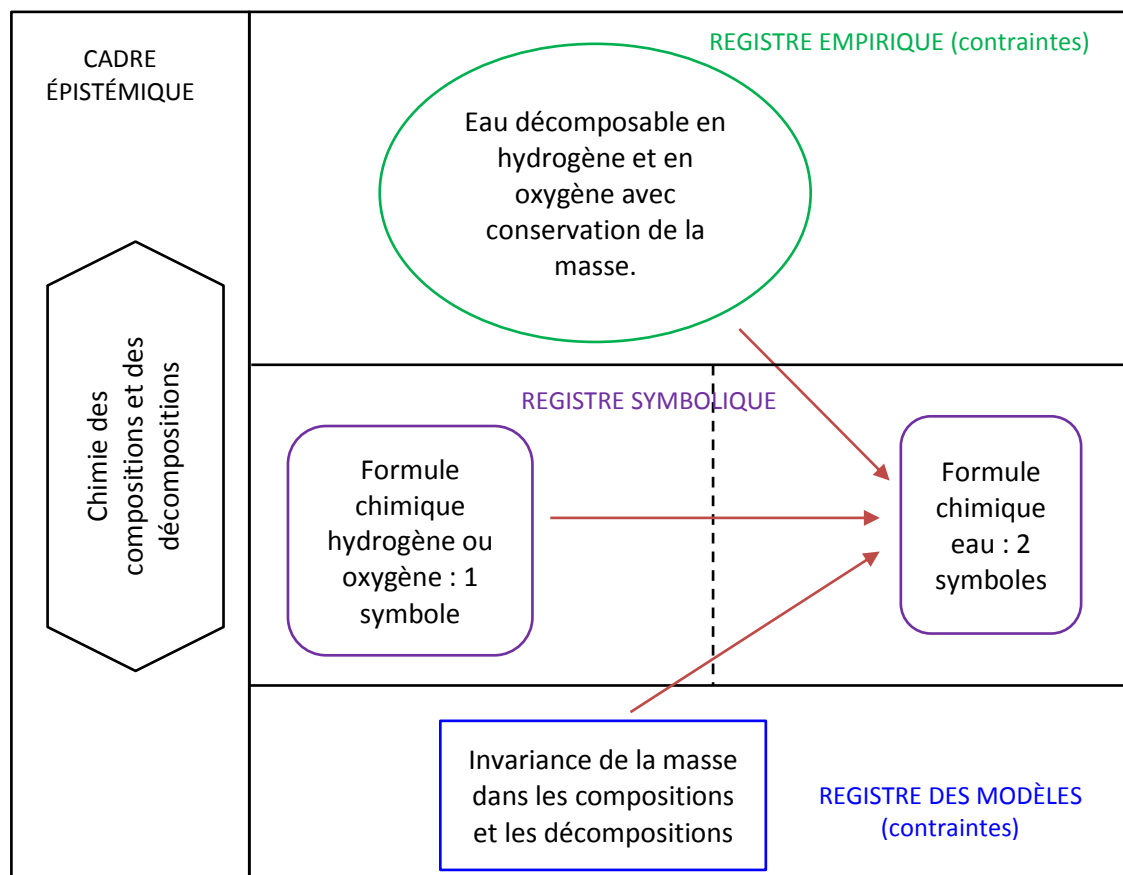 CADRE
ÉPISTÉMIQUE
Chimie des
compositions et des
décompositions
REGISTRE EMPIRIQUE (contraintes)
Eau décomposable en
hydrogène et en
oxygène avec
conservation de la
masse.
REGISTRE SYMBOLIQUE
Formule
chimique
hydrogène ou
oxygène : 1
symbole
Formule
chimique
eau : 2
symboles
Invariance de la masse
dans les compositions
et les décompositions
REGISTRE DES MODÈLES
(contraintes)